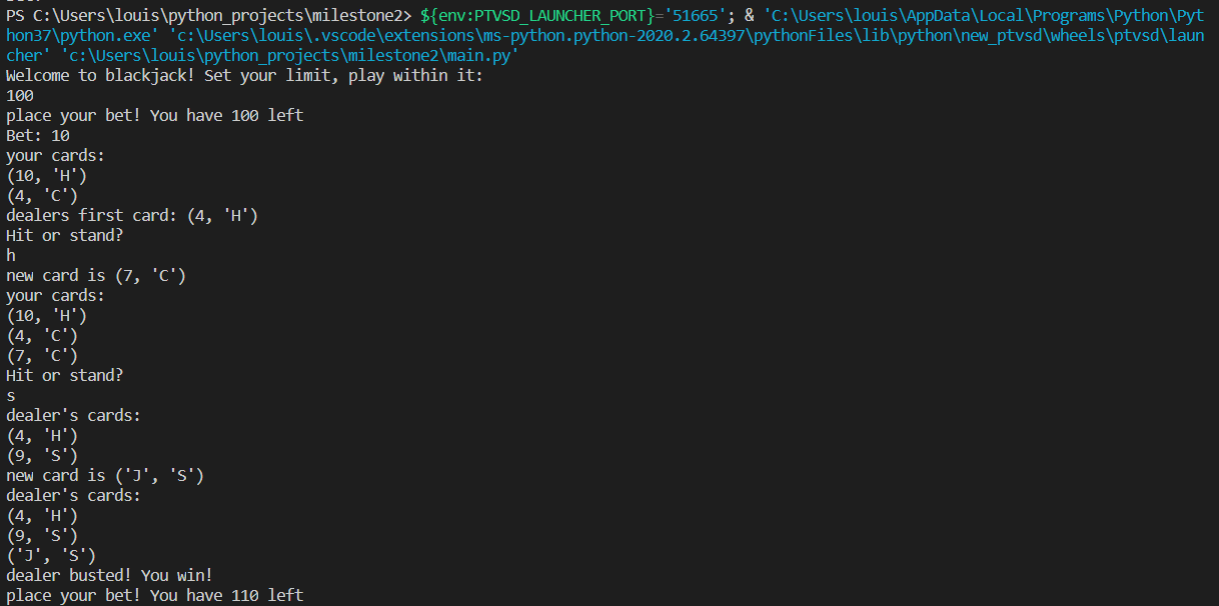 PS C:\Users\louis\python_projects\milestone2> ${env:PTVSD_LAUNCHER_PORT}='51665'; & 'C:\Users\louis\AppData\Local\Programs\Python\Pyt
hon37\python.exe' 'c:\Users\louis\.vscode\extensions\ms-python.python-2020.2.64397\pythonFiles\lib\python\new_ptvsd\wheels\ptvsd\laun
cher' 'c:\Users\louis\python_projects\milestone2\main.py'
Welcome to blackjack! Set your limit, play within it:
100
place your bet! You have 100 left
Bet: 10
your cards:
(10, 'H')
(4, 'C')
dealers first card: (4, 'H')
Hit or stand?
h
new card is (7, 'C')
your cards:
(10, 'H')
(4, 'C')
(7, 'C')
Hit or stand?
s
dealer's cards:
(4, 'H')
(9, 'S')
new card is ('J', 'S')
dealer's cards:
(4, 'H')
(9, 'S')
('J', 'S')
dealer busted! You win!
place your bet! You have 110 left